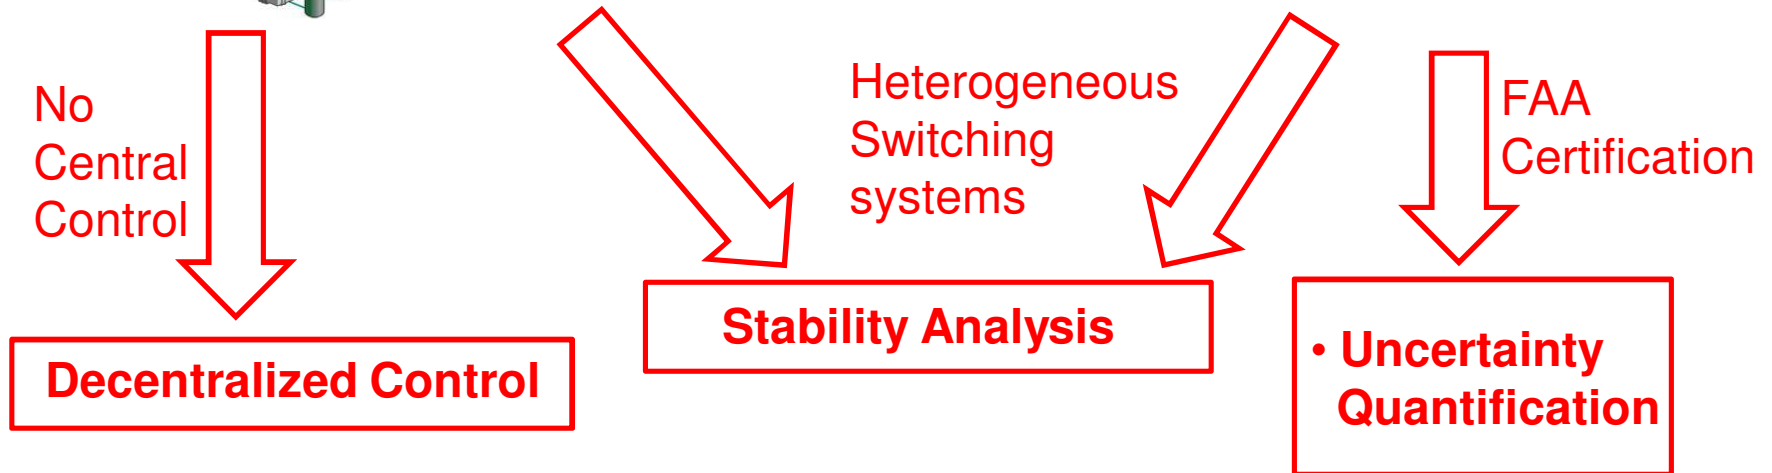 No
Central
Control
Heterogeneous
Switching
systems
FAA
Certification
Decentralized Control
Stability Analysis
• Uncertainty
Quantification